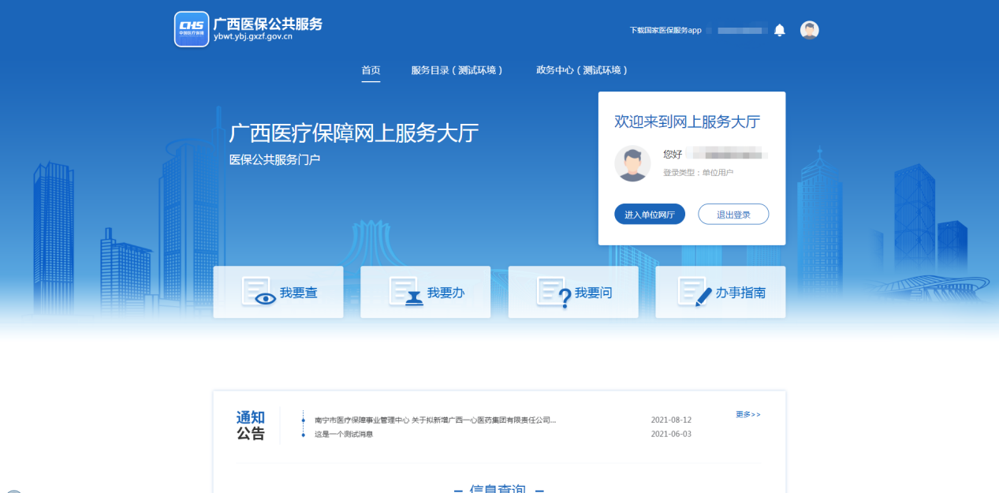 CHS
中国医疗保障
广西医保公共服务
ybwt.ybj.gxzf.gov.cn
下载国家医保服务app
首页
服务目录（测试环境）
政务中心（测试环境）
广西医疗保障网上服务大厅
医保公共服务门户
欢迎来到网上服务大厅
您好
登录类型：单位用户
进入单位网厅
退出登录
我要查
我要办
我要问
办事指南
通知
公告
南宁市医疗保障事业管理中心 关于拟新增广西一心医药集团有限责任公司... 2021-08-12
更多>>
这是一个测试消息 2021-06-03
信息查询